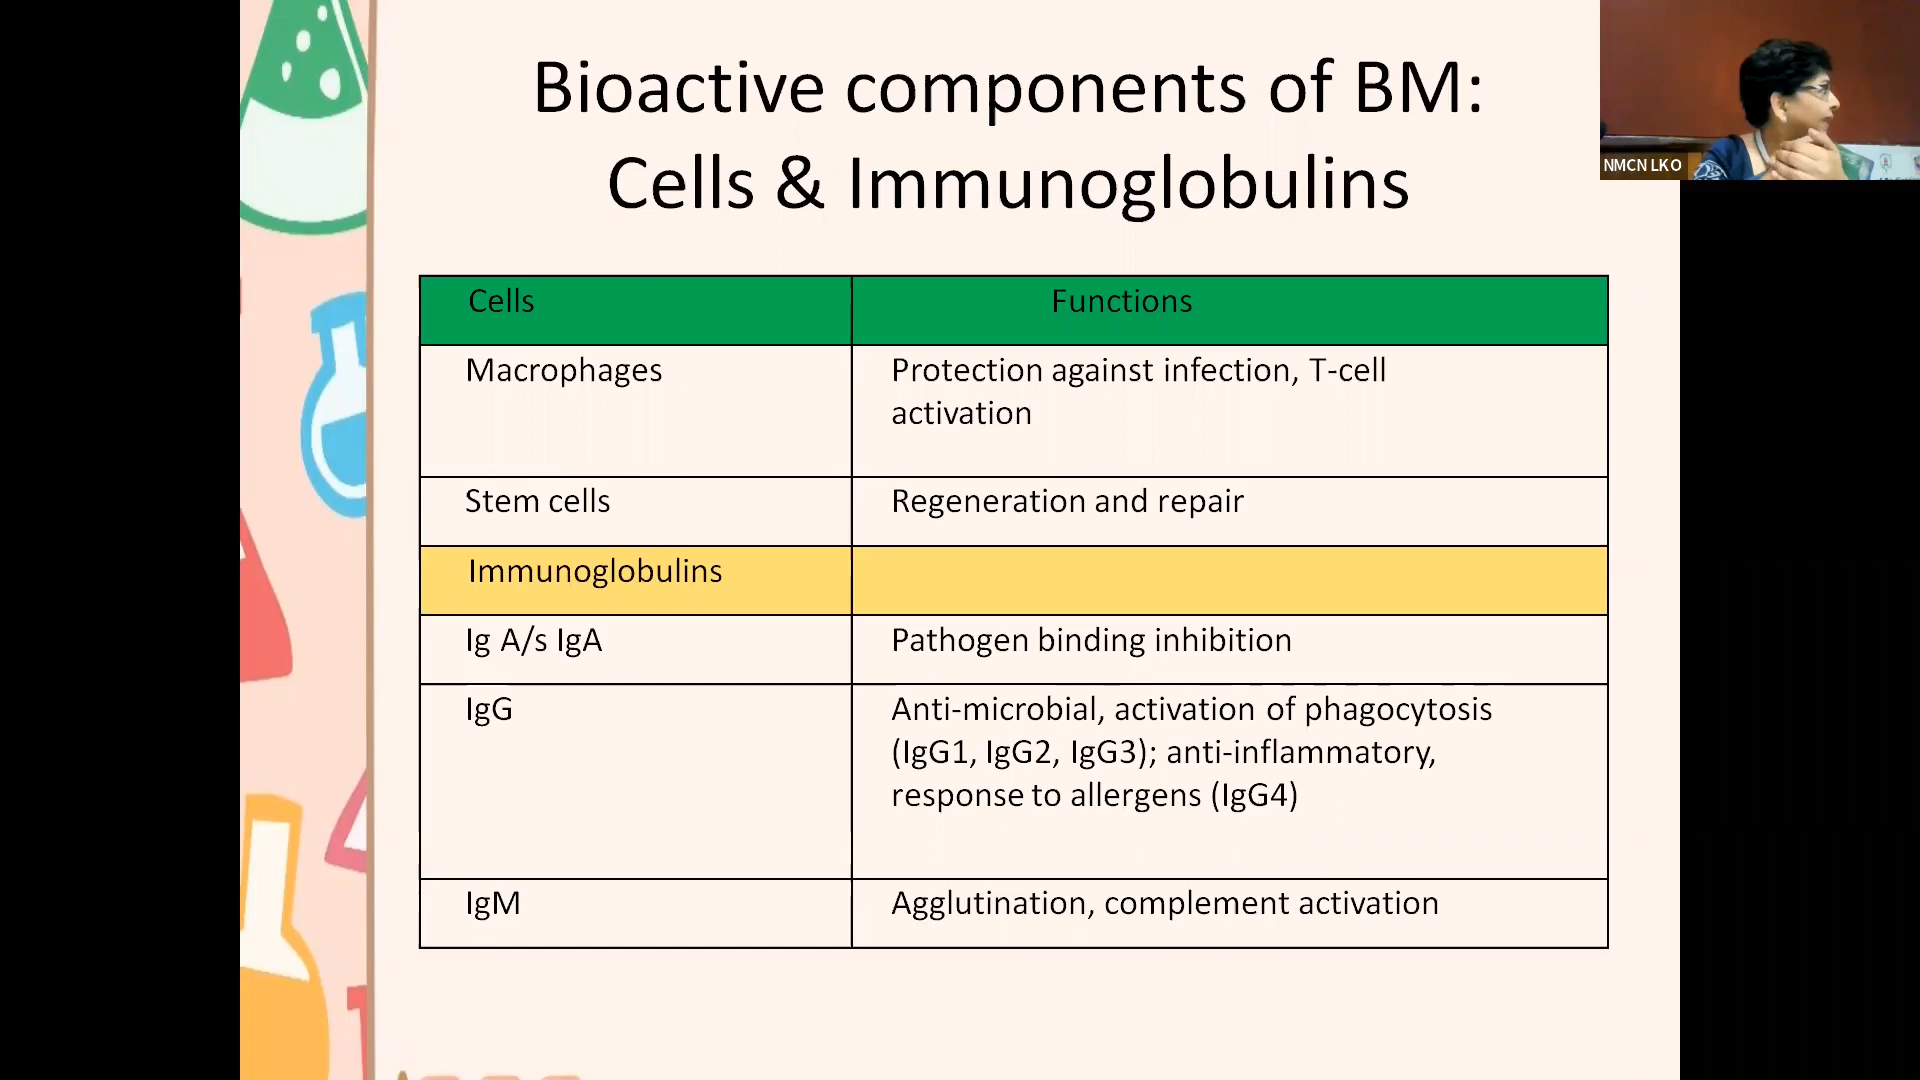 Bioactive components of BM:
Cells & Immunoglobulins
NMCN LKO
Cells Functions
Macrophages Protection against infection, T-cell
activation
Stem cells Regeneration and repair
Immunoglobulins
Ig A/s IgA Pathogen binding inhibition
IgG Anti-microbial, activation of phagocytosis
(IgG1, IgG2, IgG3); anti-inflammatory,
response to allergens (IgG4)
IgM Agglutination, complement activation